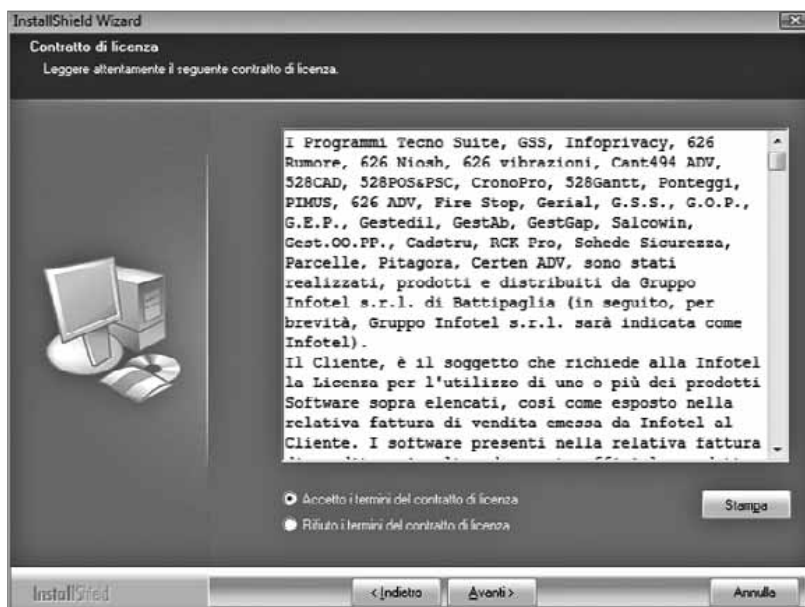 InstallShield Wizard
Contratto di licenza
Leggere attentamente il seguente contratto di licenza.
I Programmi Tecno Suite, GSS, Infoprivacy, 626
Rumore, 626 Niosh, 626 vibrazioni, Cant494 ADV,
528CAD, 528POS&PSC, CronoPro, 528Gantt, Ponteggi,
PIMUS, 626 ADV, Fire Stop, Gerial, G.S.S., G.O.P.,
G.E.P., Gestedil, GestAb, GestGap, Salcowin,
Gest.OO.PP., Cadstru, RCK Pro, Schede Sicurezza,
Parcelle, Pitagora, Certen ADV, sono stati
realizzati, prodotti e distribuiti da Gruppo
Infotel s.r.l. di Battipaglia (in seguito, per
brevità, Gruppo Infotel s.r.l. sarà indicata come
Infotel).
Il Cliente, è il soggetto che richiede alla Infotel
la Licenza per l'utilizzo di uno o più dei prodotti
Software sopra elencati, così come esposto nella
relativa fattura di vendita emessa da Infotel al
Cliente. I software presenti nella relativa fattura
Accetto i termini del contratto di licenza
Rifiuto i termini del contratto di licenza
Stampa
InstallShield
< Indietro
Avanti >
Annulla